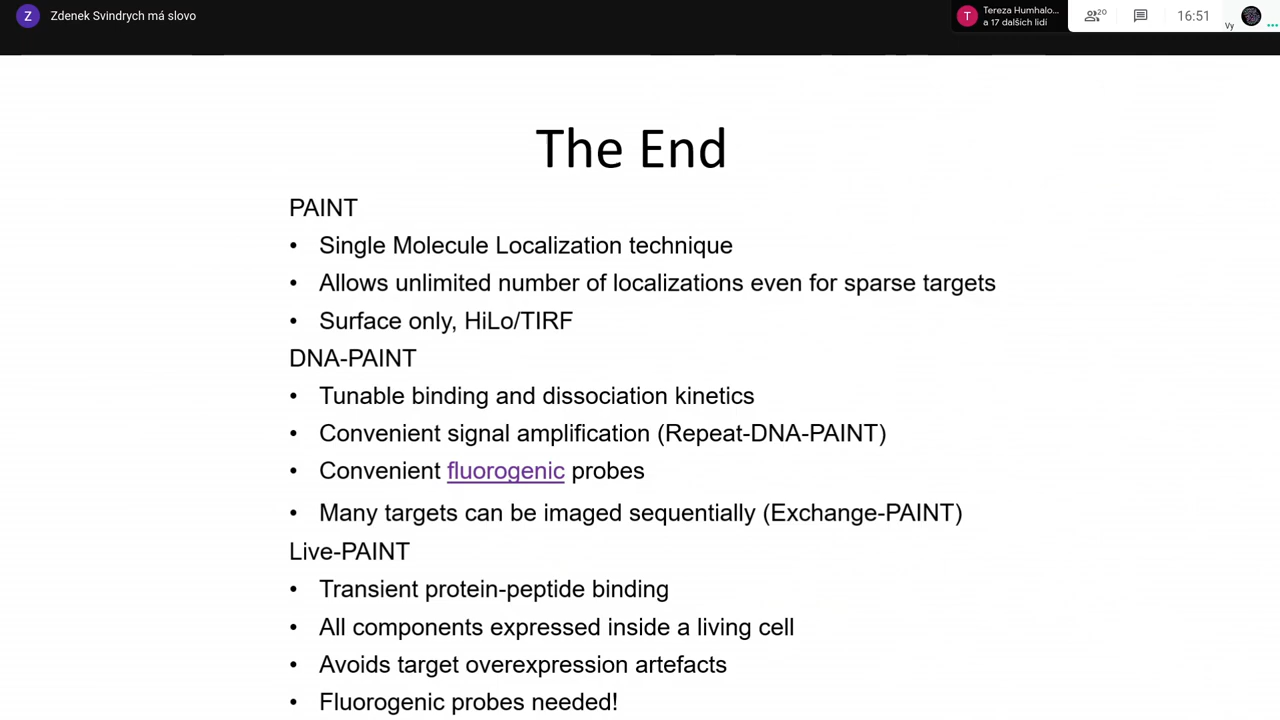 Z
Zdenek Svindrych má slovo
T
Tereza Humhalo...
a 17 dalších lidí
20
16:51
Vy
The End
PAINT
• Single Molecule Localization technique
• Allows unlimited number of localizations even for sparse targets
• Surface only, HiLo/TIRF
DNA-PAINT
• Tunable binding and dissociation kinetics
• Convenient signal amplification (Repeat-DNA-PAINT)
• Convenient fluorogenic probes
• Many targets can be imaged sequentially (Exchange-PAINT)
Live-PAINT
• Transient protein-peptide binding
• All components expressed inside a living cell
• Avoids target overexpression artefacts
• Fluorogenic probes needed!